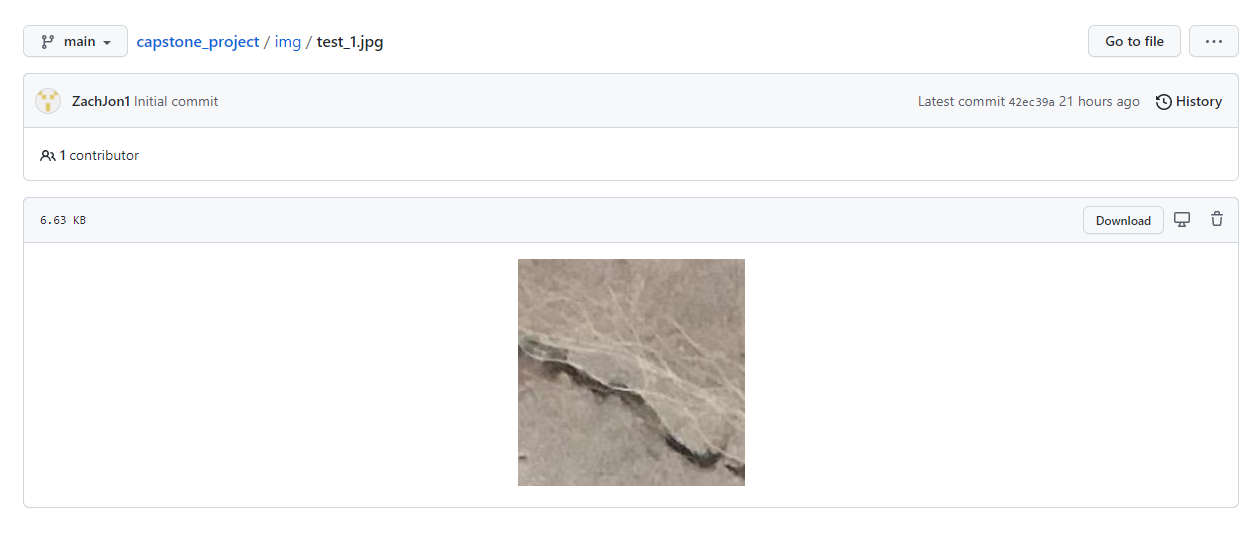 main capstone_project / img / test_1.jpg Go to file ...
ZachJon1 Initial commit Latest commit 42ec39a 21 hours ago History
1 contributor
6.63 KB Download